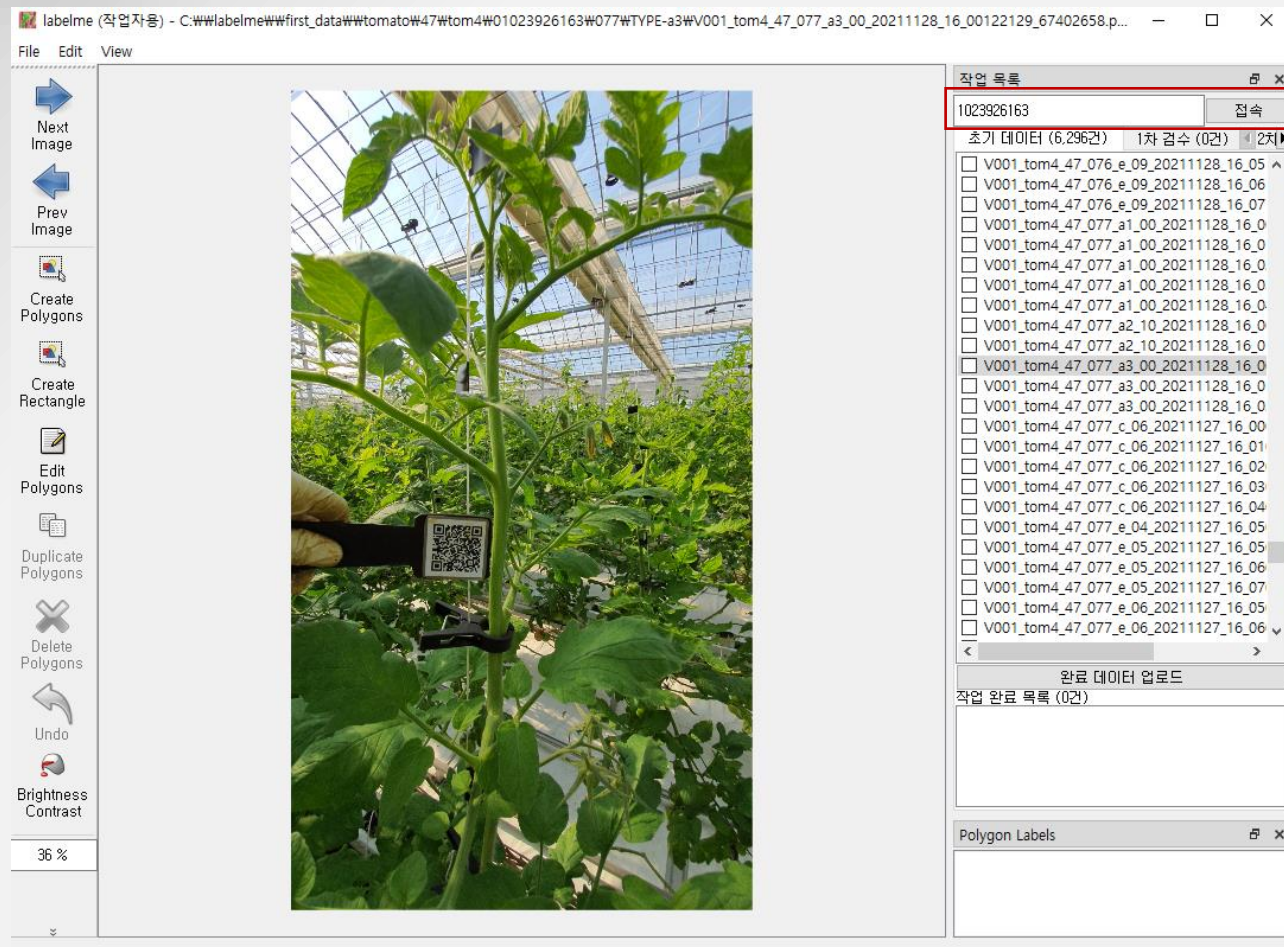 labelme (작업자용) - C:₩₩labelme₩₩first_data₩₩tomato₩47₩tom4₩01023926163₩077₩TYPE-a3₩V001_tom4_47_077_a3_00_20211128_16_00122129_67402658.p...
File Edit View
Next Image
Prev Image
Create Polygons
Create Rectangle
Edit Polygons
Duplicate Polygons
Delete Polygons
Undo
Brightness Contrast
36 %
작업 목록
1023926163 접속
초기 데이터 (6,296건) 1차 검수 (0건) 2차
V001_tom4_47_076_e_09_20211128_16_05
V001_tom4_47_076_e_09_20211128_16_06
V001_tom4_47_076_e_09_20211128_16_07
V001_tom4_47_077_a1_00_20211128_16_0
V001_tom4_47_077_a1_00_20211128_16_0
V001_tom4_47_077_a1_00_20211128_16_0
V001_tom4_47_077_a1_00_20211128_16_0
V001_tom4_47_077_a1_00_20211128_16_0
V001_tom4_47_077_a2_10_20211128_16_0
V001_tom4_47_077_a2_10_20211128_16_0
V001_tom4_47_077_a3_00_20211128_16_0
V001_tom4_47_077_a3_00_20211128_16_0
V001_tom4_47_077_a3_00_20211128_16_0
V001_tom4_47_077_c_06_20211127_16_00
V001_tom4_47_077_c_06_20211127_16_01
V001_tom4_47_077_c_06_20211127_16_02
V001_tom4_47_077_c_06_20211127_16_03
V001_tom4_47_077_c_06_20211127_16_04
V001_tom4_47_077_e_04_20211127_16_05
V001_tom4_47_077_e_05_20211127_16_05
V001_tom4_47_077_e_05_20211127_16_06
V001_tom4_47_077_e_05_20211127_16_07
V001_tom4_47_077_e_06_20211127_16_05
V001_tom4_47_077_e_06_20211127_16_06
완료 데이터 업로드
작업 완료 목록 (0건)
Polygon Labels